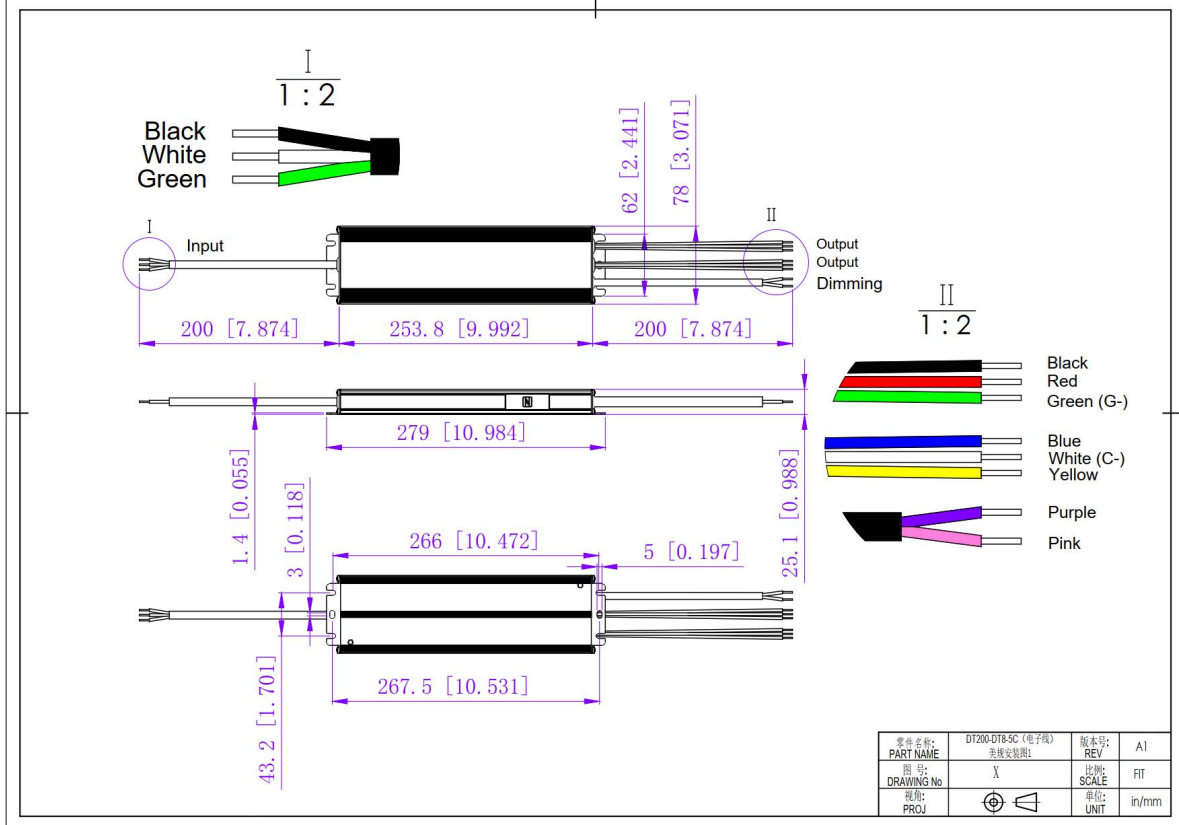 I
1 : 2
Black
White
Green
62 [2.441]
78 [3.071]
I
Input
II
Output
Output
Dimming
200 [7.874]
253.8 [9.992]
200 [7.874]
II
1 : 2
Black
Red
Green (G-)
Blue
White (C-)
Yellow
Purple
Pink
N
279 [10.984]
1.4 [0.055]
3 [0.118]
25.1 [0.988]
266 [10.472]
5 [0.197]
267.5 [10.531]
43.2 [1.701]
零件名称: DT200-DT8-5C（电子线） 版本号: A1
PART NAME 美规安装图1 REV
图 号: X 比例: FIT
DRAWING No SCALE
视角: 单位: in/mm
PROJ UNIT